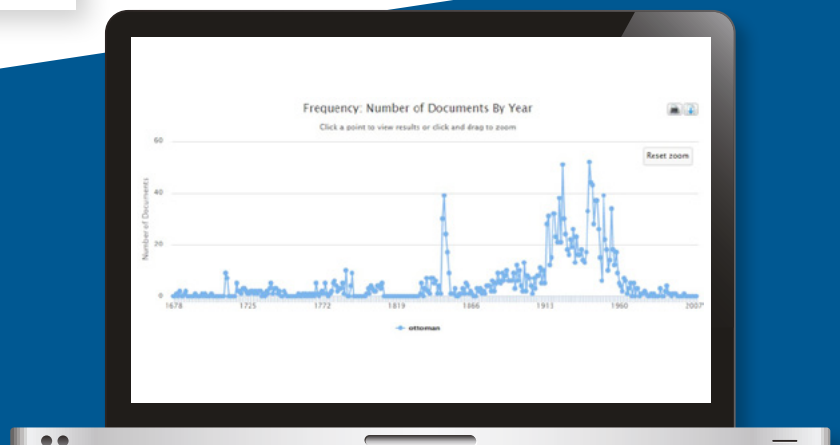 Frequency: Number of Documents By Year
Click a point to view results or click and drag to zoom
Reset zoom
Number of Documents
60
40
20
0
1678 1725 1772 1819 1866 1913 1960 2007*
ottoman